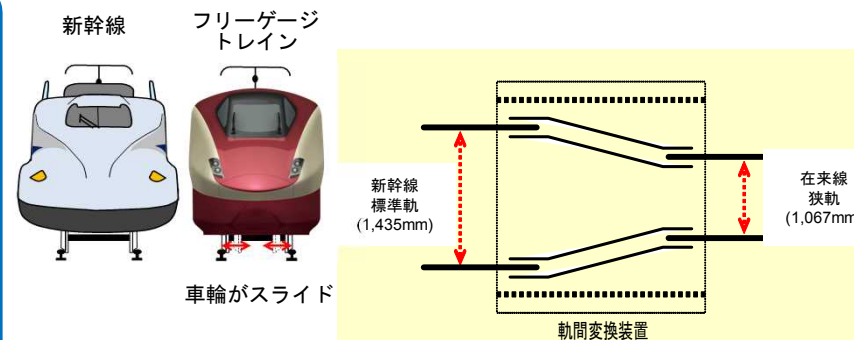 新幹線
フリーゲージ
トレイン
車輪がスライド
新幹線
標準軌
(1,435mm)
在来線
狭軌
(1,067mm
軌間変換装置